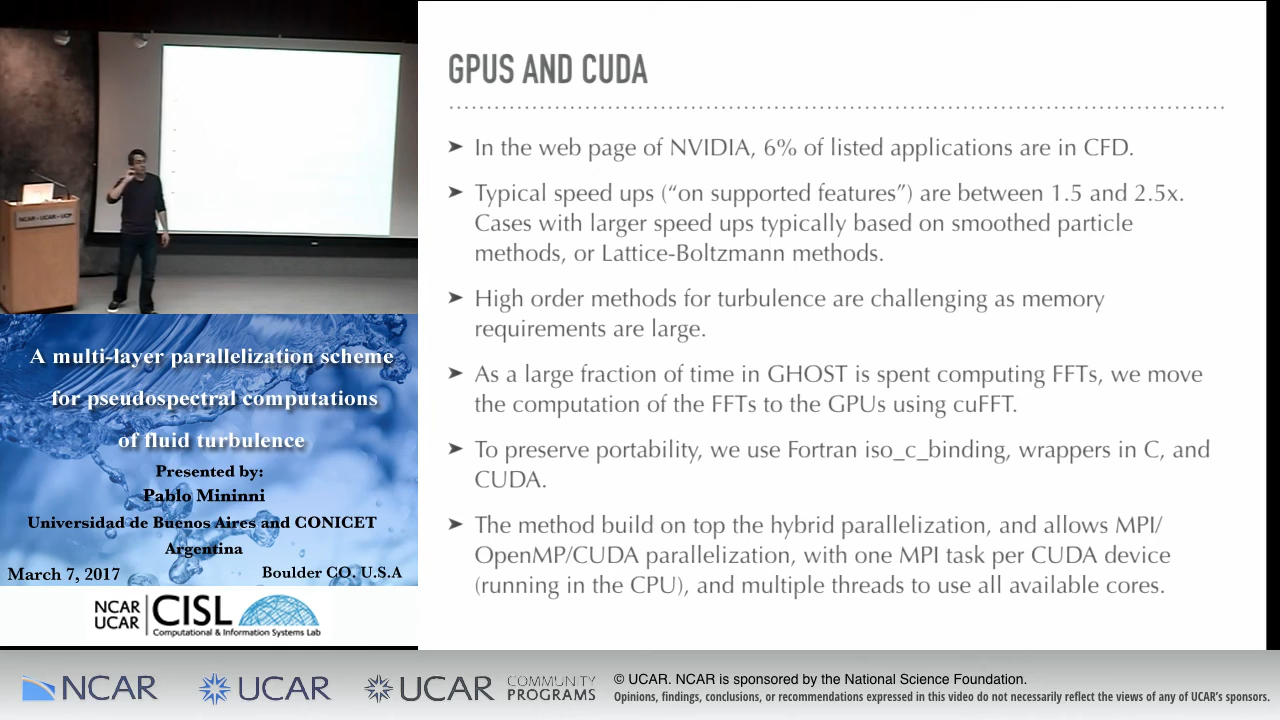 NCAR • UCAR • UCP
A multi-layer parallelization scheme
for pseudospectral computations
of fluid turbulence
Presented by:
Pablo Mininni
Universidad de Buenos Aires and CONICET
Argentina
March 7, 2017
Boulder CO. U.S.A
NCAR
UCAR
CISL
Computational & Information Systems Lab
GPUS AND CUDA
➤ In the web page of NVIDIA, 6% of listed applications are in CFD.
➤ Typical speed ups (“on supported features”) are between 1.5 and 2.5x.
Cases with larger speed ups typically based on smoothed particle
methods, or Lattice-Boltzmann methods.
➤ High order methods for turbulence are challenging as memory
requirements are large.
➤ As a large fraction of time in GHOST is spent computing FFTs, we move
the computation of the FFTs to the GPUs using cuFFT.
➤ To preserve portability, we use Fortran iso_c_binding, wrappers in C, and
CUDA.
➤ The method build on top the hybrid parallelization, and allows MPI/
OpenMP/CUDA parallelization, with one MPI task per CUDA device
(running in the CPU), and multiple threads to use all available cores.
NCAR
UCAR
UCAR
COMMUNITY
PROGRAMS
© UCAR. NCAR is sponsored by the National Science Foundation.
Opinions, findings, conclusions, or recommendations expressed in this video do not necessarily reflect the views of any of UCAR's sponsors.